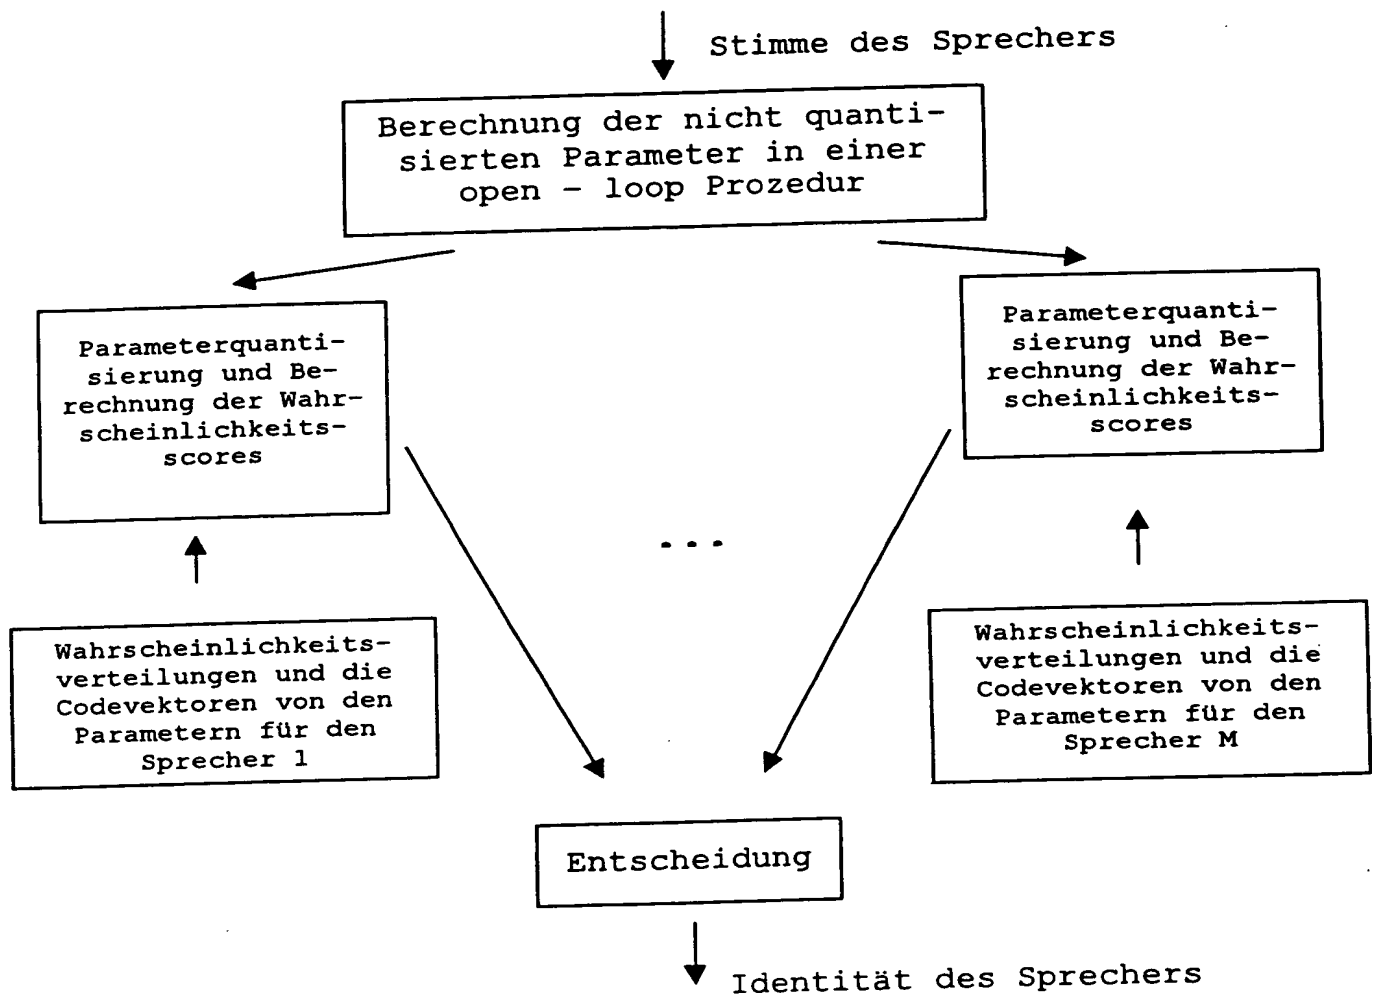 Stimme des Sprechers
Berechnung der nicht quanti-
sierten Parameter in einer
open - loop Prozedur
Parameterquanti-
sierung und Be-
rechnung der Wahr-
scheinlichkeits-
scores
Parameterquanti-
sierung und Be-
rechnung der Wahr-
scheinlichkeits-
scores
...
Wahrscheinlichkeits-
verteilungen und die
Codevektoren von den
Parametern für den
Sprecher 1
Wahrscheinlichkeits-
verteilungen und die
Codevektoren von den
Parametern für den
Sprecher M
Entscheidung
Identität des Sprechers